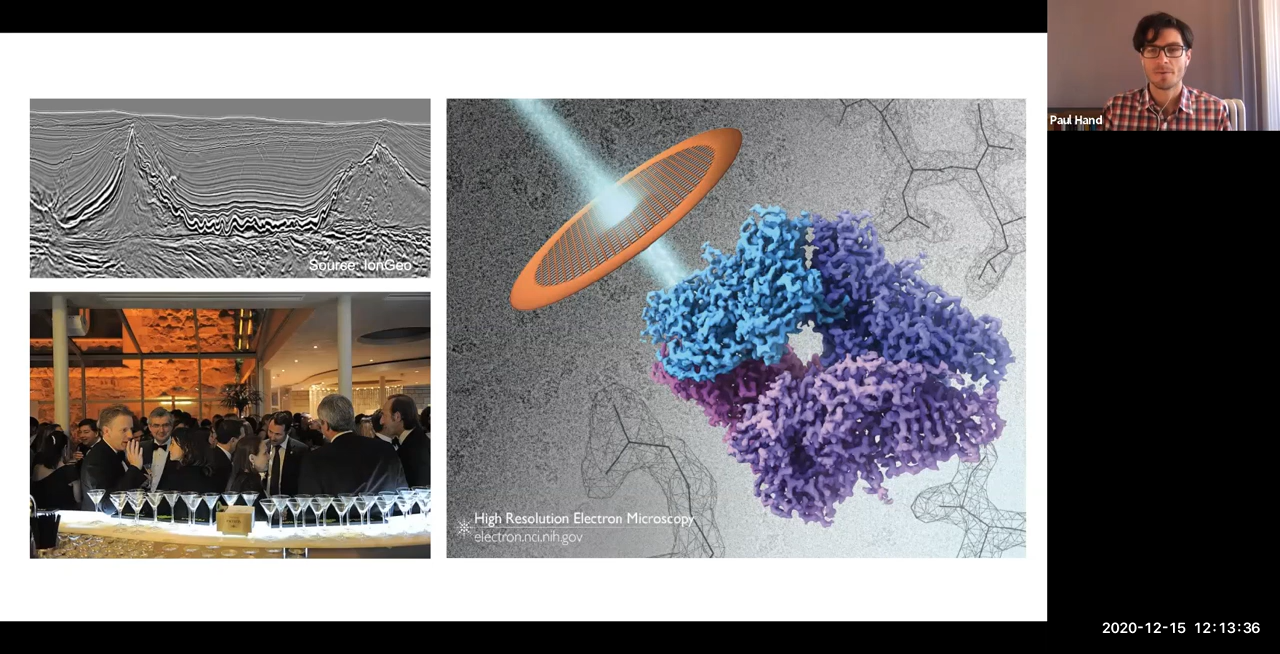 Source: IonGeo
High Resolution Electron Microscopy
electron.nci.nih.gov
Paul Hand
2020-12-15 12:13:36